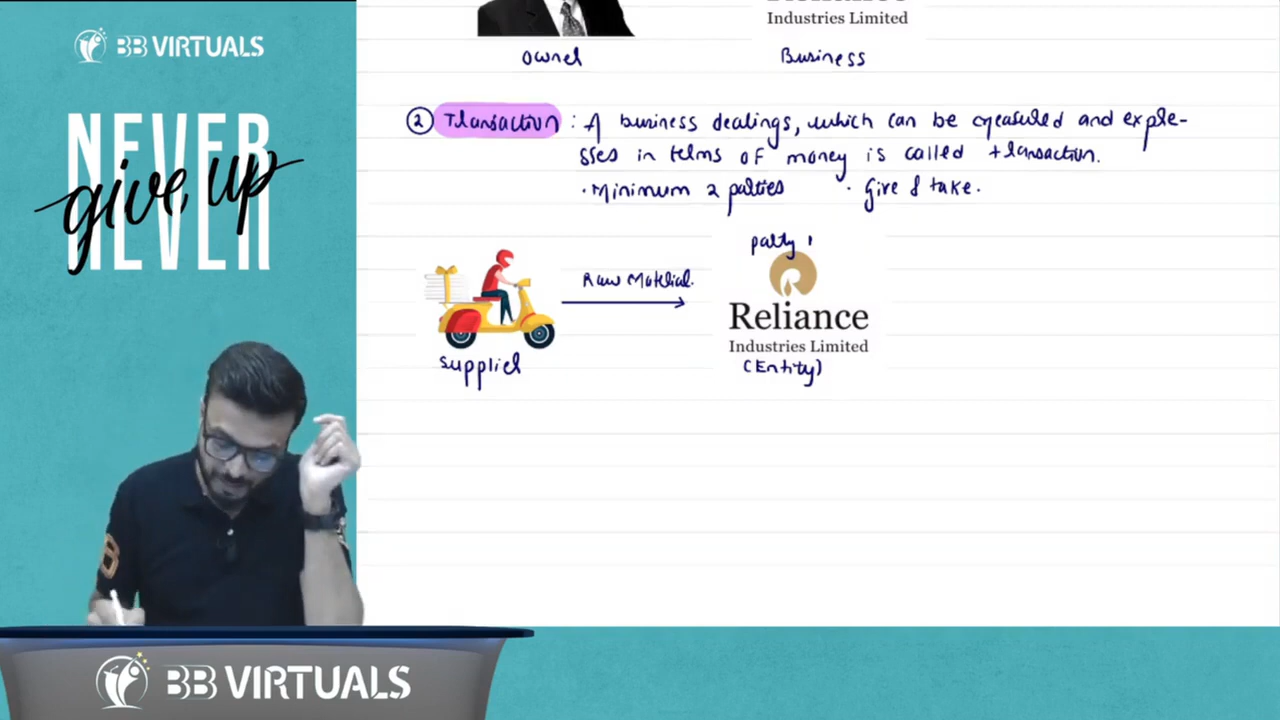 BB VIRTUALS
NEVER
give up
NEVER
Industries Limited
Owner
Business
② Transaction : A business dealings, which can be measured and expre-
sses in terms of money is called transaction.
· Minimum 2 parties · Give & take.
party 1
Raw Material.
Reliance
Industries Limited
Supplier
(Entity)
BB VIRTUALS